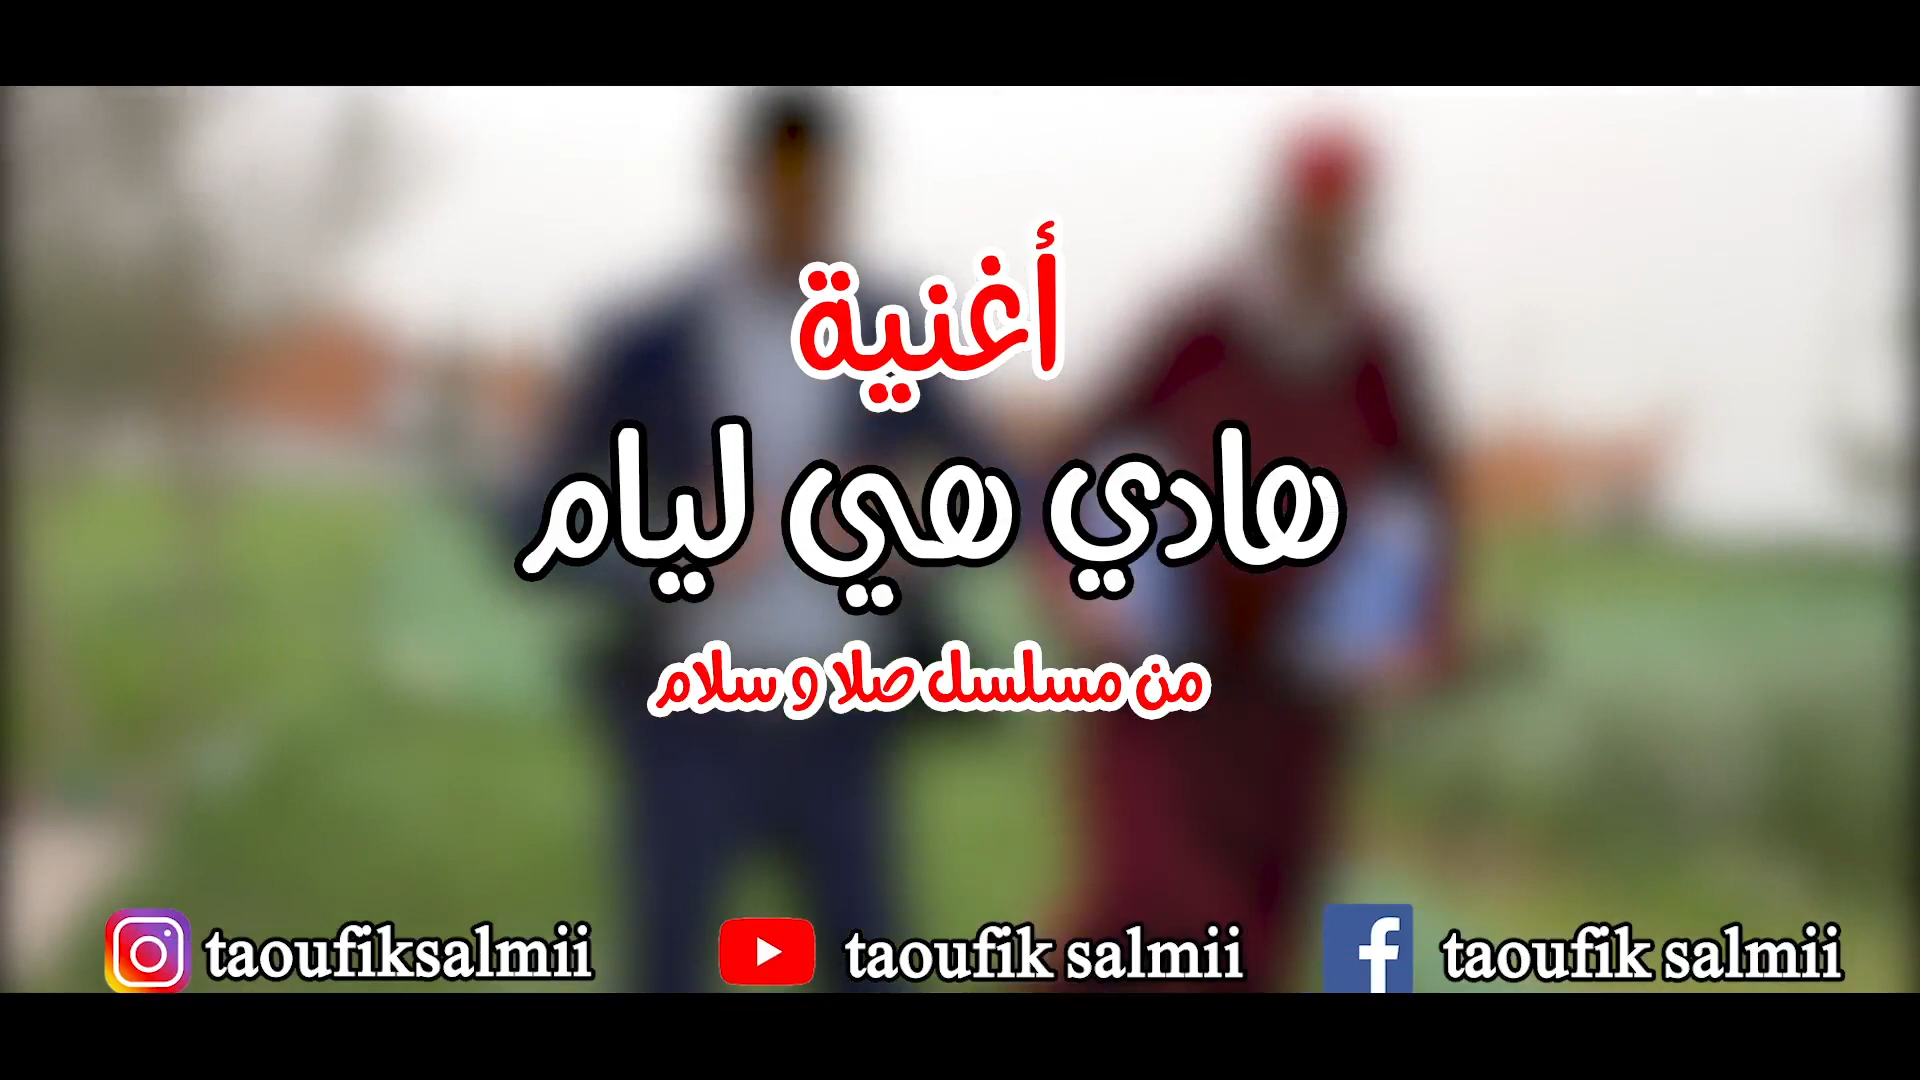 أغنية
هادي هي ليام
من مسلسل صلا و سلام
taoufiksalmii
taoufik salmii
taoufik salmii